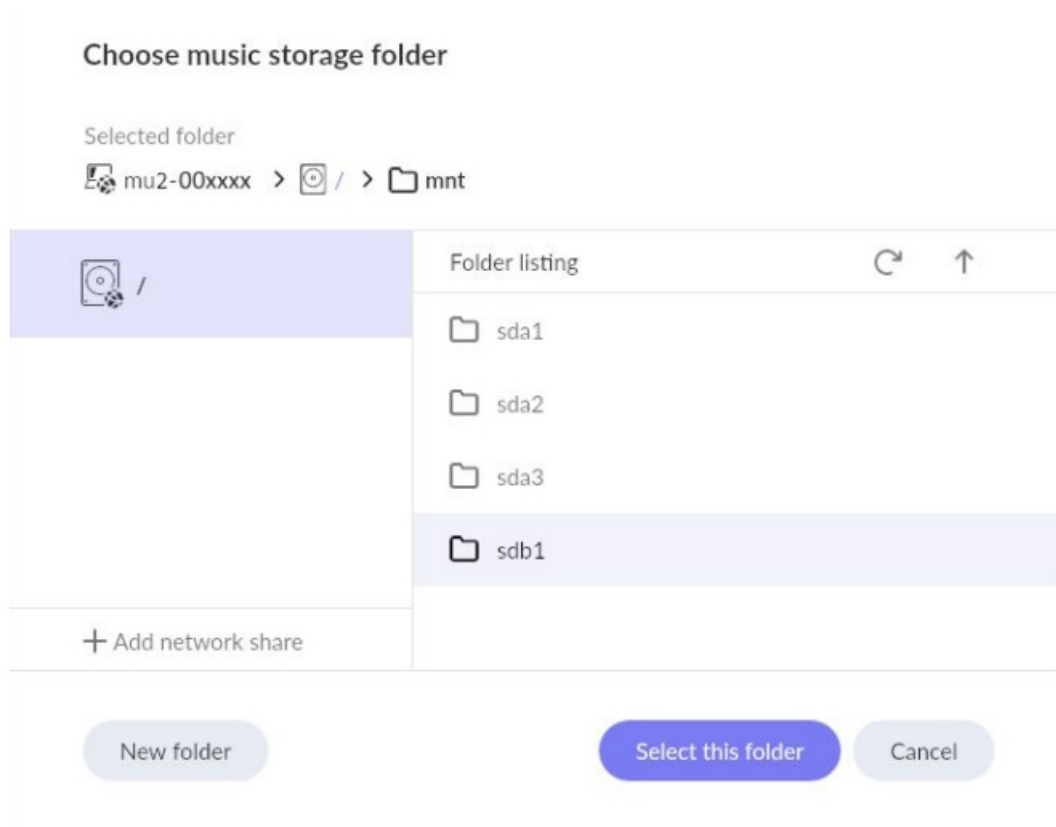 Choose music storage folder
Selected folder
mu2-00xxxx > / > mnt
/
Folder listing
sda1
sda2
sda3
sdb1
+ Add network share
New folder
Select this folder
Cancel